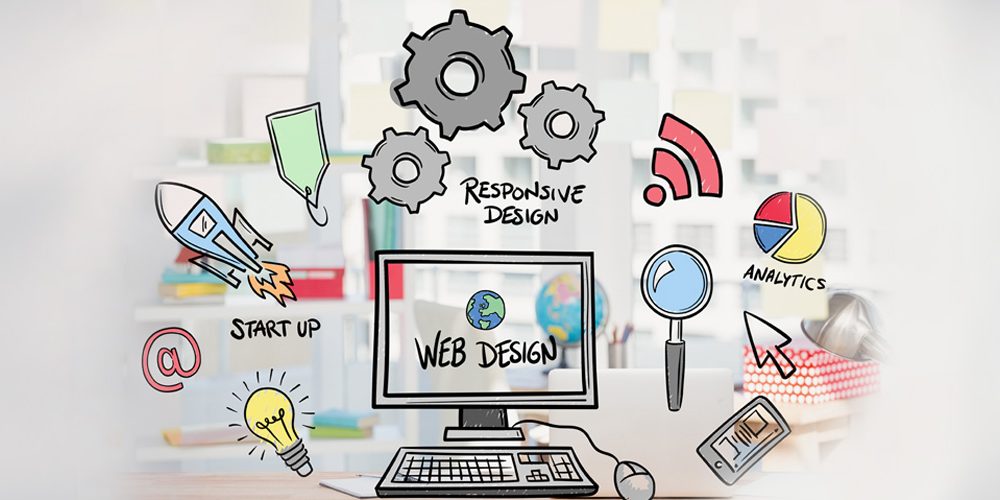 RESPONSIVE
DESIGN
ANALYTICS
START UP
@
WEB DESIGN